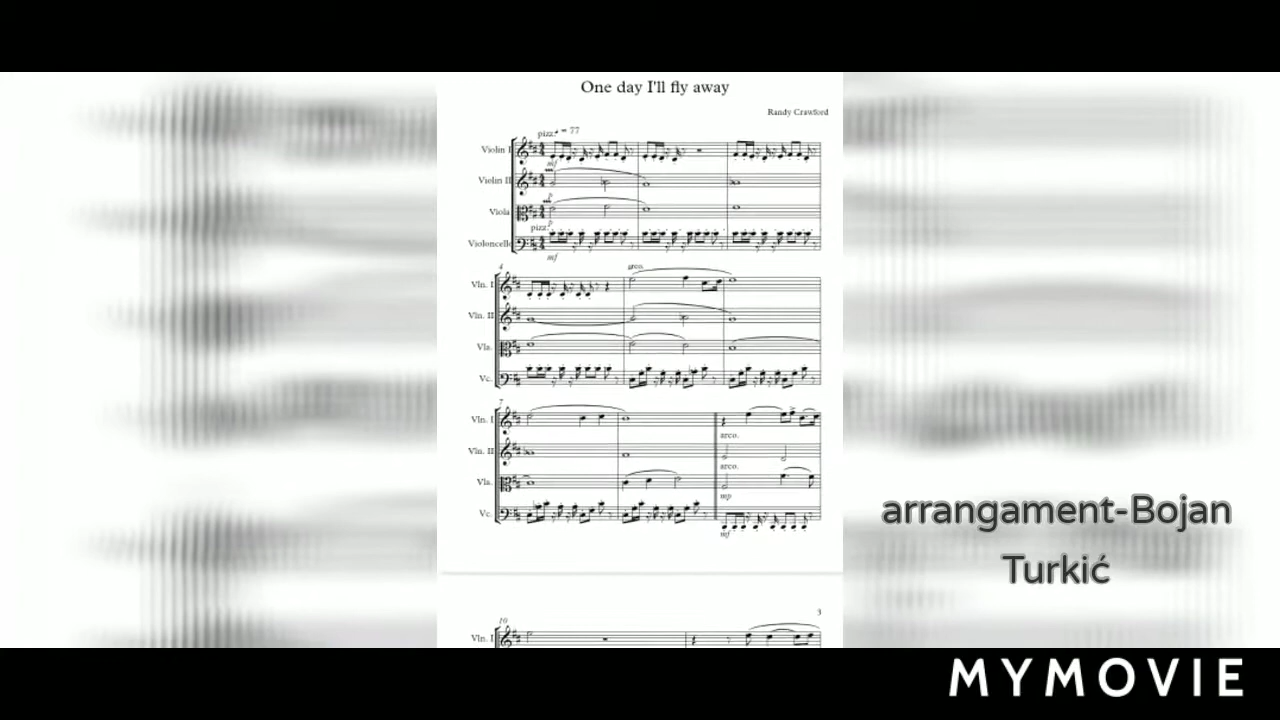 One day I'll fly away
Randy Crawford
pizz. = 77
Violin I
mf
Violin II
p
Viola
p
pizz.
Violoncello
mf
4
arco.
Vln. I
Vln. II
Vla.
Vc.
7
Vln. I
arco.
Vln. II
arco.
Vla.
mp
Vc.
mf
arrangament-Bojan
Turkić
3
10
Vln. I
MYMOVIE